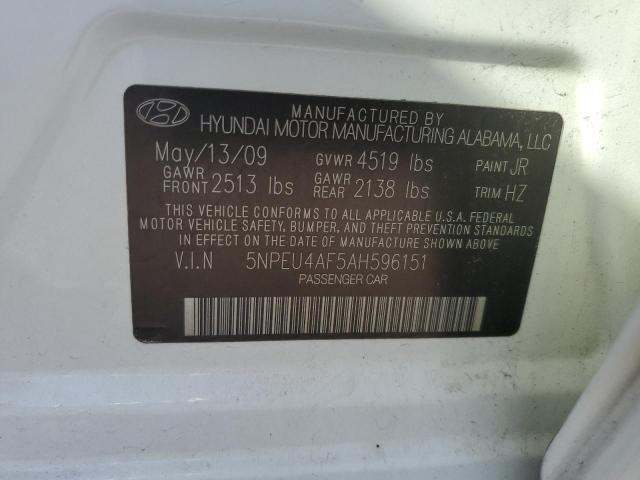 MANUFACTURED BY
HYUNDAI MOTOR MANUFACTURING ALABAMA, LLC
May/13/09 GVWR 4519 lbs PAINT JR
GAWR FRONT 2513 lbs GAWR REAR 2138 lbs TRIM HZ
THIS VEHICLE CONFORMS TO ALL APPLICABLE U.S.A. FEDERAL
MOTOR VEHICLE SAFETY, BUMPER, AND THEFT PREVENTION STANDARDS
IN EFFECT ON THE DATE OF MANUFACTURE SHOWN ABOVE.
V.I.N 5NPEU4AF5AH596151
PASSENGER CAR